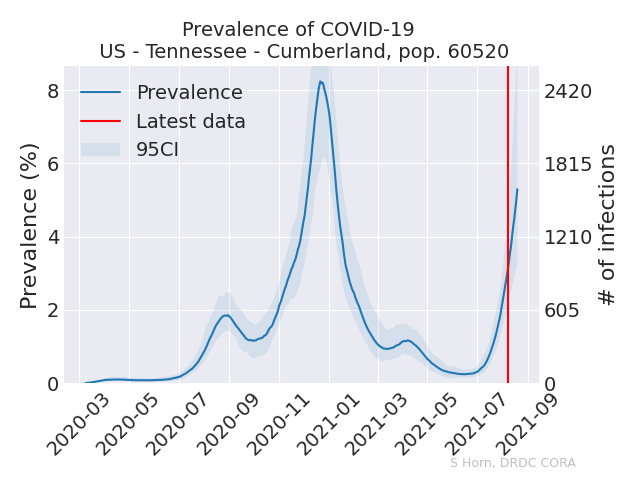 Prevalence of COVID-19
US - Tennessee - Cumberland, pop. 60520
Prevalence
Latest data
95CI
Prevalence (%)
8
6
4
2
0
2420
1815
1210
605
0
# of infections
2020-03
2020-05
2020-07
2020-09
2020-11
2021-01
2021-03
2021-05
2021-07
2021-09
S Horn, DRDC CORA